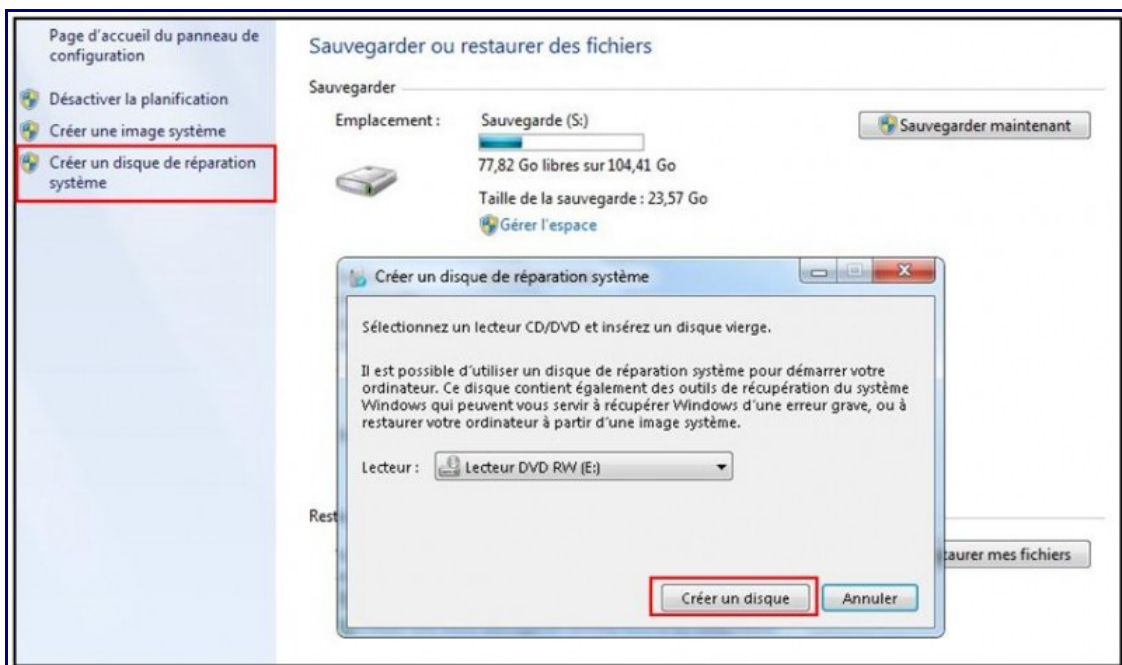 Page d'accueil du panneau de
configuration
Désactiver la planification
Créer une image système
Créer un disque de réparation
système
Sauvegarder ou restaurer des fichiers
Sauvegarder
Emplacement :
Sauvegarde (S:)
Sauvegarder maintenant
77,82 Go libres sur 104,41 Go
Taille de la sauvegarde : 23,57 Go
Gérer l'espace
Créer un disque de réparation système
Sélectionnez un lecteur CD/DVD et insérez un disque vierge.
Il est possible d'utiliser un disque de réparation système pour démarrer votre
ordinateur. Ce disque contient également des outils de récupération du système
Windows qui peuvent vous servir à récupérer Windows d'une erreur grave, ou à
restaurer votre ordinateur à partir d'une image système.
Lecteur :
Lecteur DVD RW (E:)
Rest
taurer mes fichiers
Créer un disque
Annuler